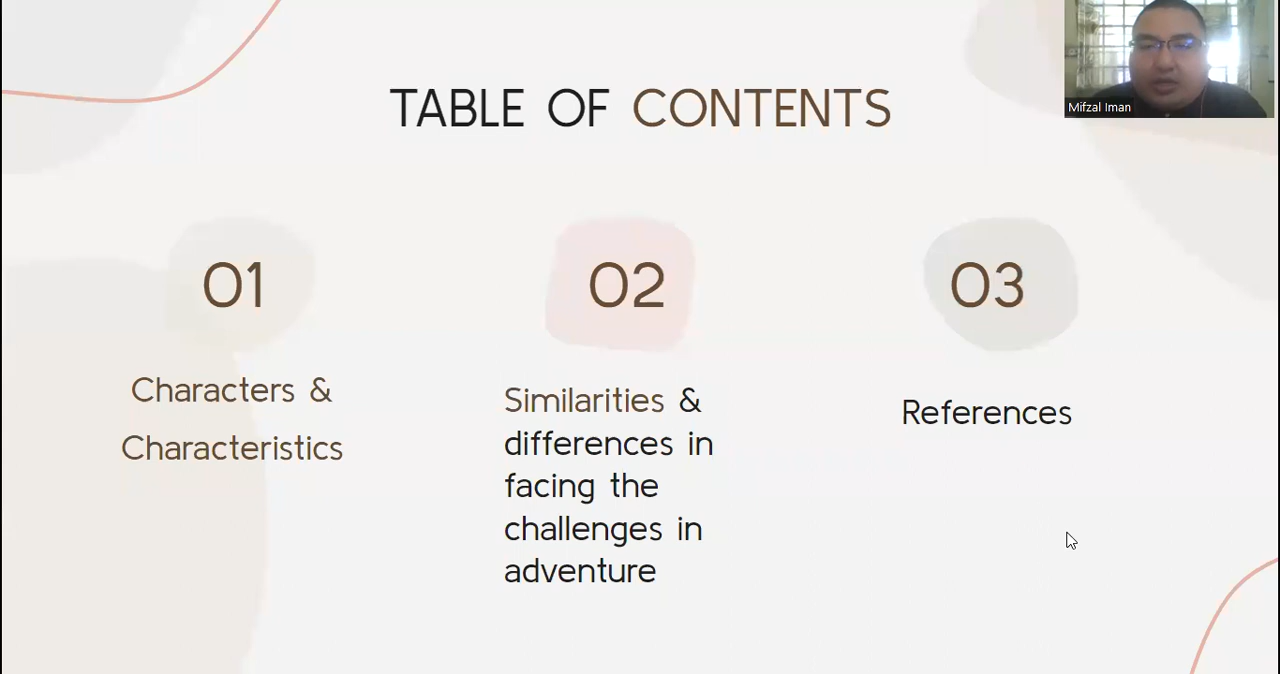 Mifzal Iman
TABLE OF CONTENTS
01
Characters &
Characteristics
02
Similarities &
differences in
facing the
challenges in
adventure
03
References